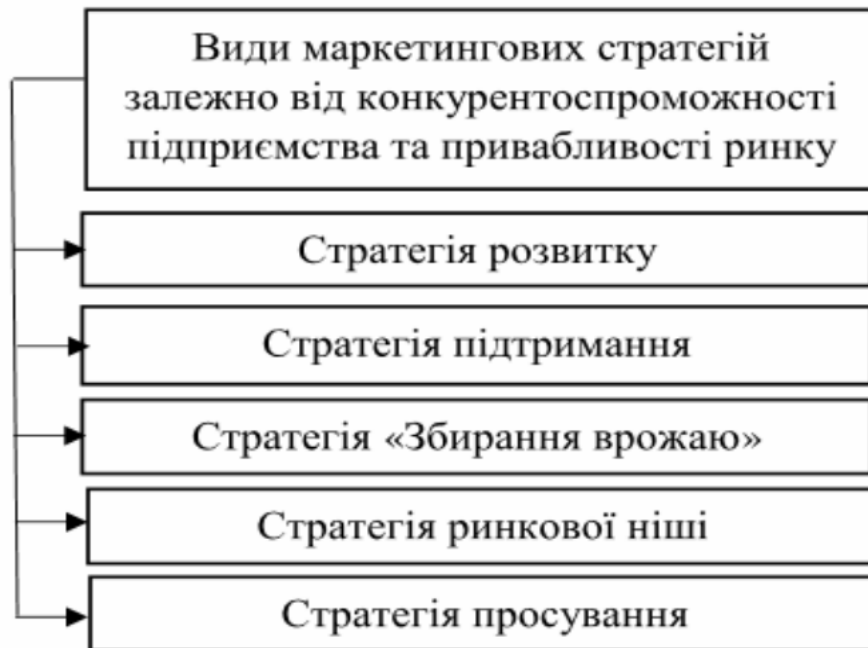 Види маркетингових стратегій
залежно від конкурентоспроможності
підприємства та привабливості ринку
Стратегія розвитку
Стратегія підтримання
Стратегія «Збирання врожаю»
Стратегія ринкової ніші
Стратегія просування